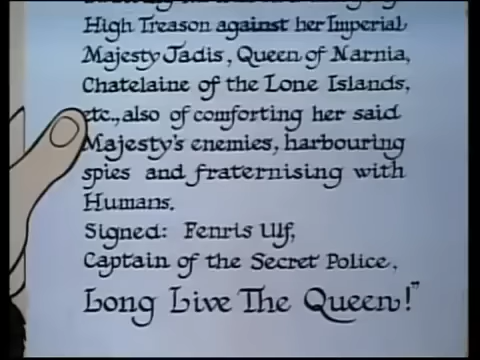 High Treason against her Imperial
Majesty Jadis, Queen of Narnia,
Chatelaine of the Lone Islands,
etc., also of comforting her said
Majesty's enemies, harbouring
spies and fraternising with
Humans.
Signed: Fenris Ulf,
Captain of the Secret Police,
Long Live The Queen!"